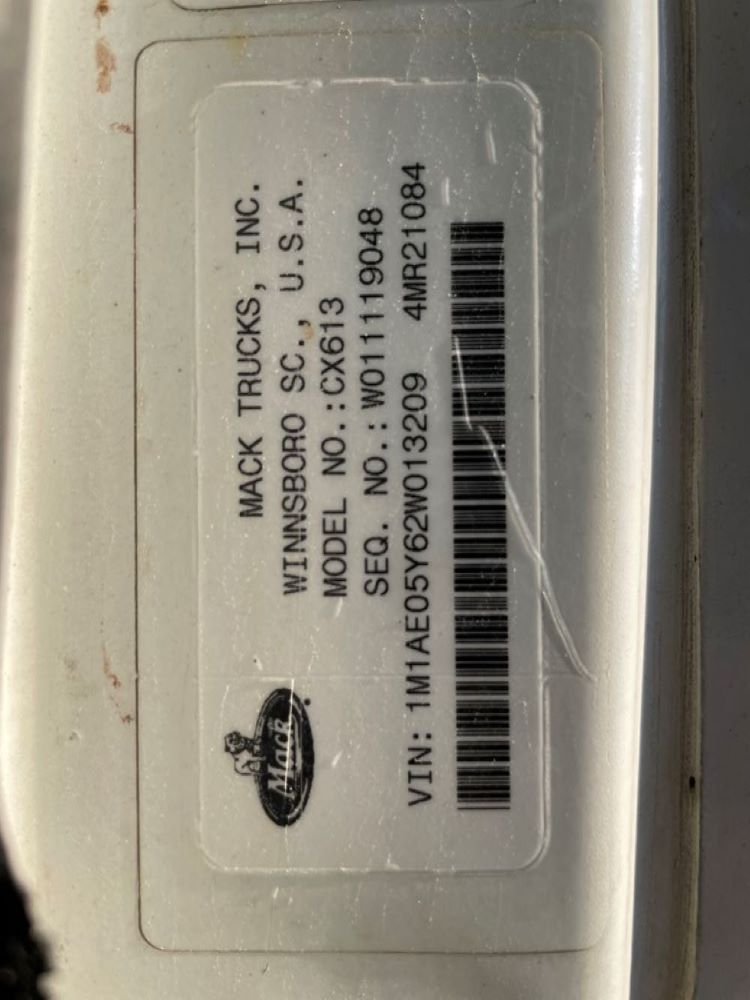 MACK TRUCKS, INC.
WINNSBORO SC., U.S.A.
MODEL NO.:CX613
SEQ. NO.:W011119048
VIN: 1M1AE05Y62W013209 4MR21084
Mack